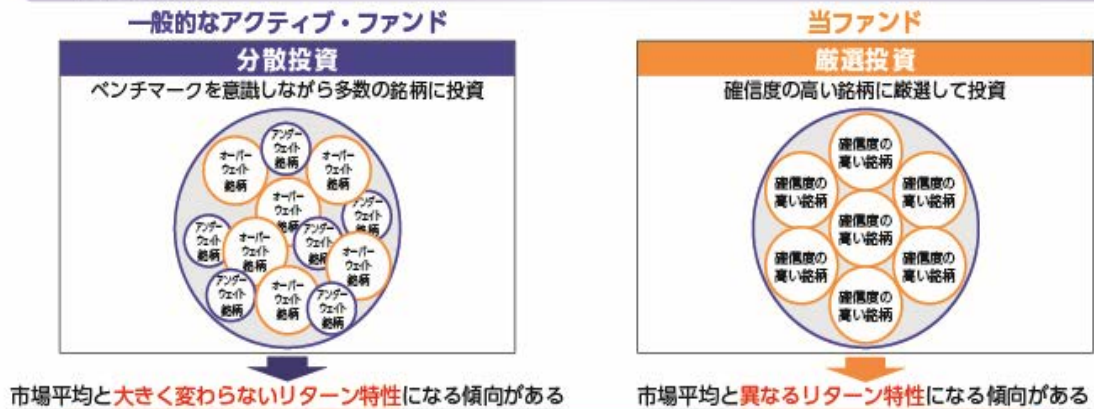 一般的なアクティブ・ファンド
分散投資
ベンチマークを意識しながら多数の銘柄に投資
アンダー
ウェイト
銘柄
オーバー
ウェイト
銘柄
オーバー
ウェイト
銘柄
オーバー
ウェイト
銘柄
アンダー
ウェイト
銘柄
アンダー
ウェイト
銘柄
オーバー
ウェイト
銘柄
アンダー
ウェイト
銘柄
オーバー
ウェイト
銘柄
アンダー
ウェイト
銘柄
オーバー
ウェイト
銘柄
アンダー
ウェイト
銘柄
市場平均と大きく変わらないリターン特性になる傾向がある
当ファンド
厳選投資
確信度の高い銘柄に厳選して投資
確信度の
高い銘柄
確信度の
高い銘柄
確信度の
高い銘柄
確信度の
高い銘柄
確信度の
高い銘柄
確信度の
高い銘柄
確信度の
高い銘柄
市場平均と異なるリターン特性になる傾向がある